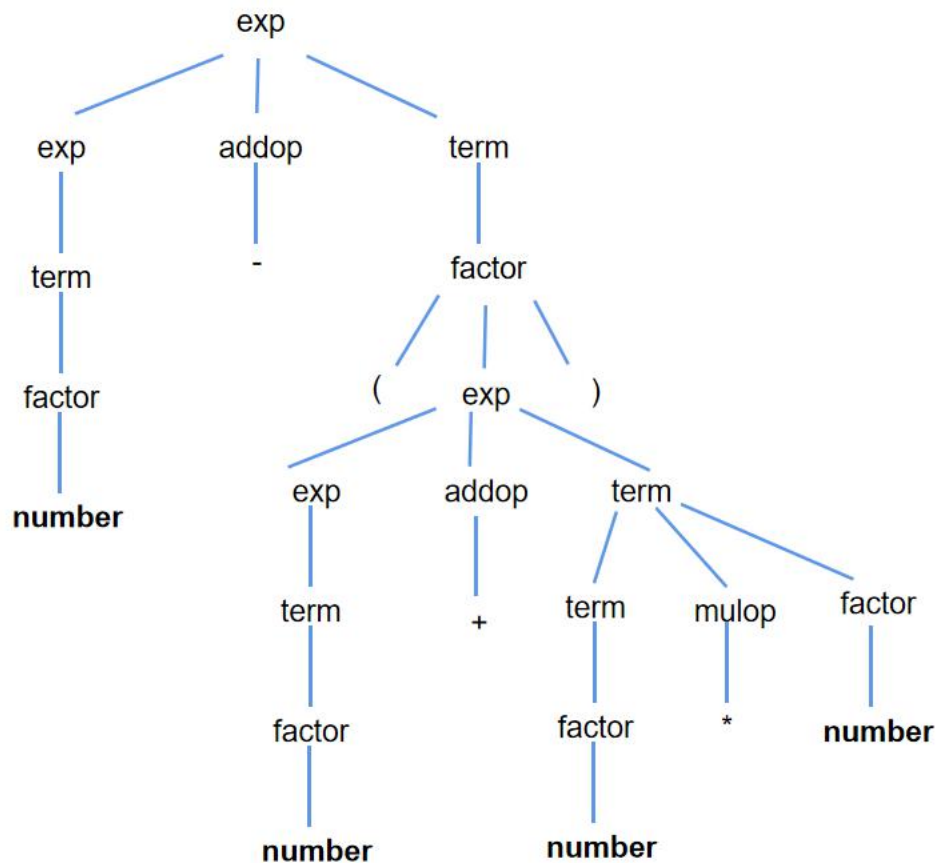 exp
exp addop term
term - factor
( exp )
factor
exp addop term
number
term + term mulop factor
factor factor * number
number number